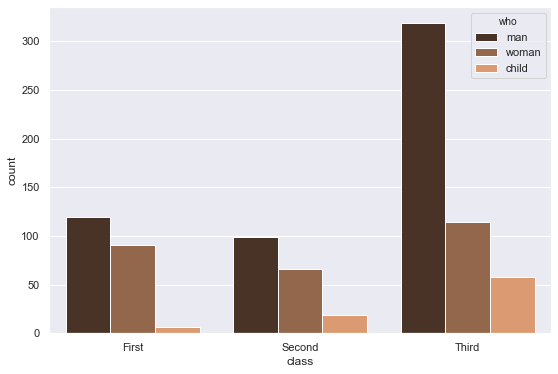 who
man
woman
child
300
250
200
150
100
50
0
count
First Second Third
class